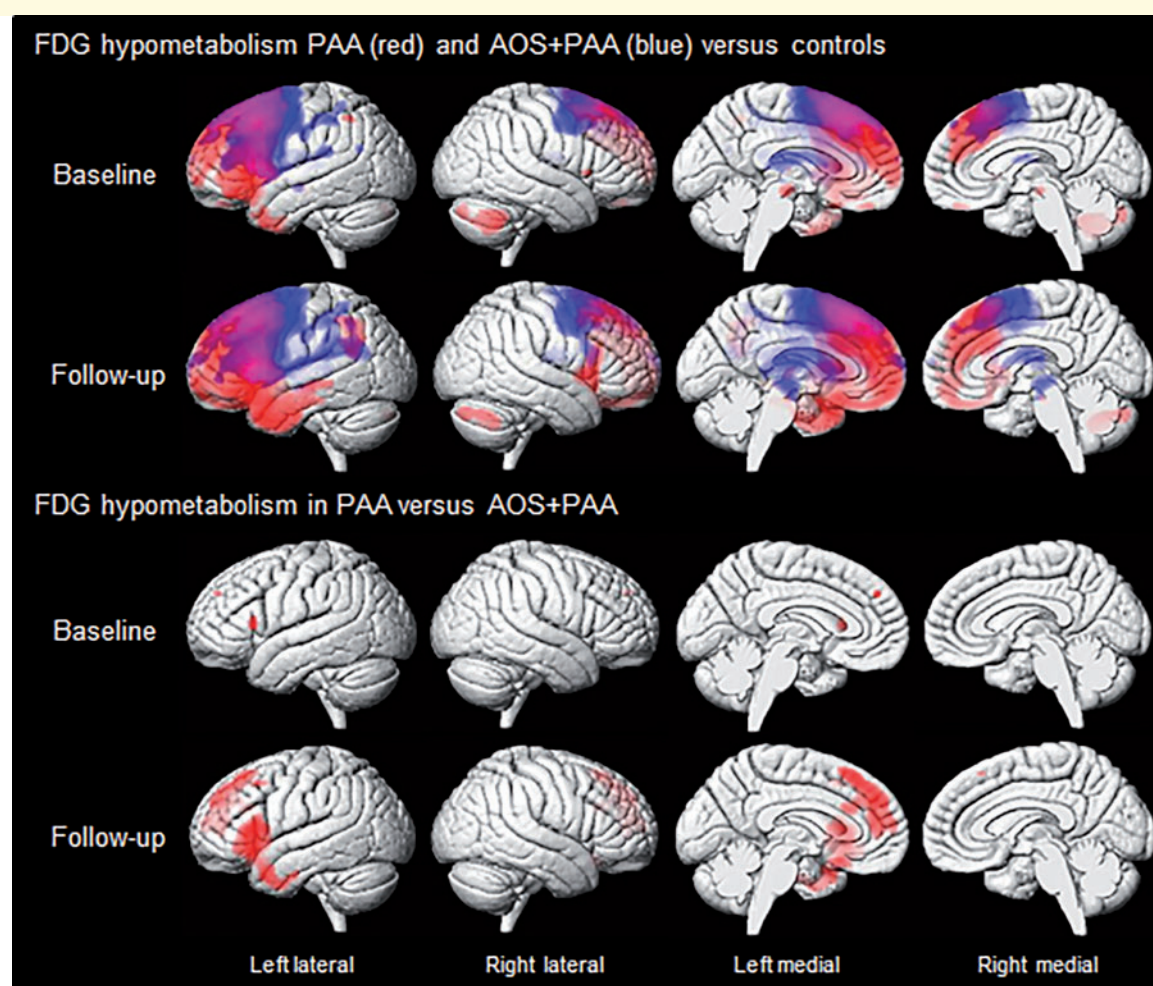 FDG hypometabolism PAA (red) and AOS+PAA (blue) versus controls
Baseline
Follow-up
FDG hypometabolism in PAA versus AOS+PAA
Baseline
Follow-up
Left lateral Right lateral Left medial Right medial